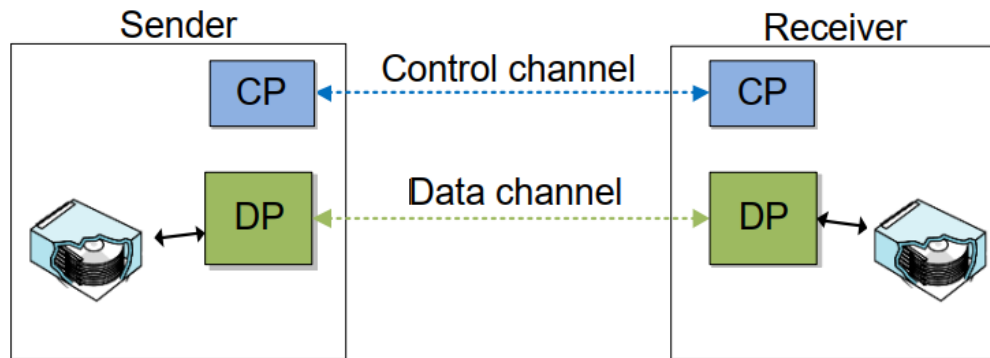 Sender
Receiver
Control channel
CP
CP
Data channel
DP
DP